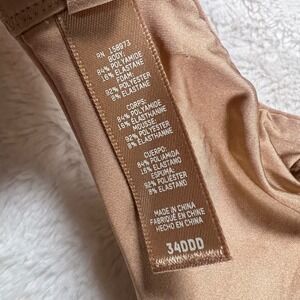 RN 158973
BODY:
84% POLYAMIDE
16% ELASTANE
FOAM:
92% POLYESTER
8% ELASTANE
CORPS:
84% POLYAMIDE
16% ELASTHANNE
MOUSSE:
92% POLYESTER
8% ELASTHANNE
CUERPO:
84% POLIAMIDA
16% ELASTANO
ESPUMA:
92% POLIÉSTER
8% ELASTANO
MADE IN CHINA
FABRIQUÉ EN CHINE
HECHO EN CHINA
34DDD